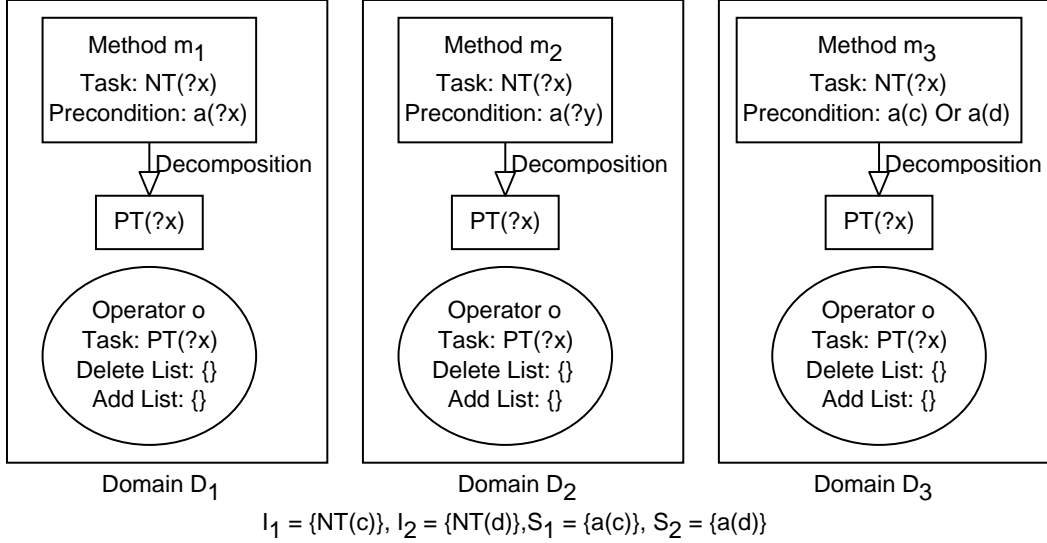 Method m1
Task: NT(?x)
Precondition: a(?x)
Decomposition
PT(?x)
Operator o
Task: PT(?x)
Delete List: {}
Add List: {}
Domain D1
Method m2
Task: NT(?x)
Precondition: a(?y)
Decomposition
PT(?x)
Operator o
Task: PT(?x)
Delete List: {}
Add List: {}
Domain D2
Method m3
Task: NT(?x)
Precondition: a(c) Or a(d)
Decomposition
PT(?x)
Operator o
Task: PT(?x)
Delete List: {}
Add List: {}
Domain D3
I1 = {NT(c)}, I2 = {NT(d)},S1 = {a(c)}, S2 = {a(d)}